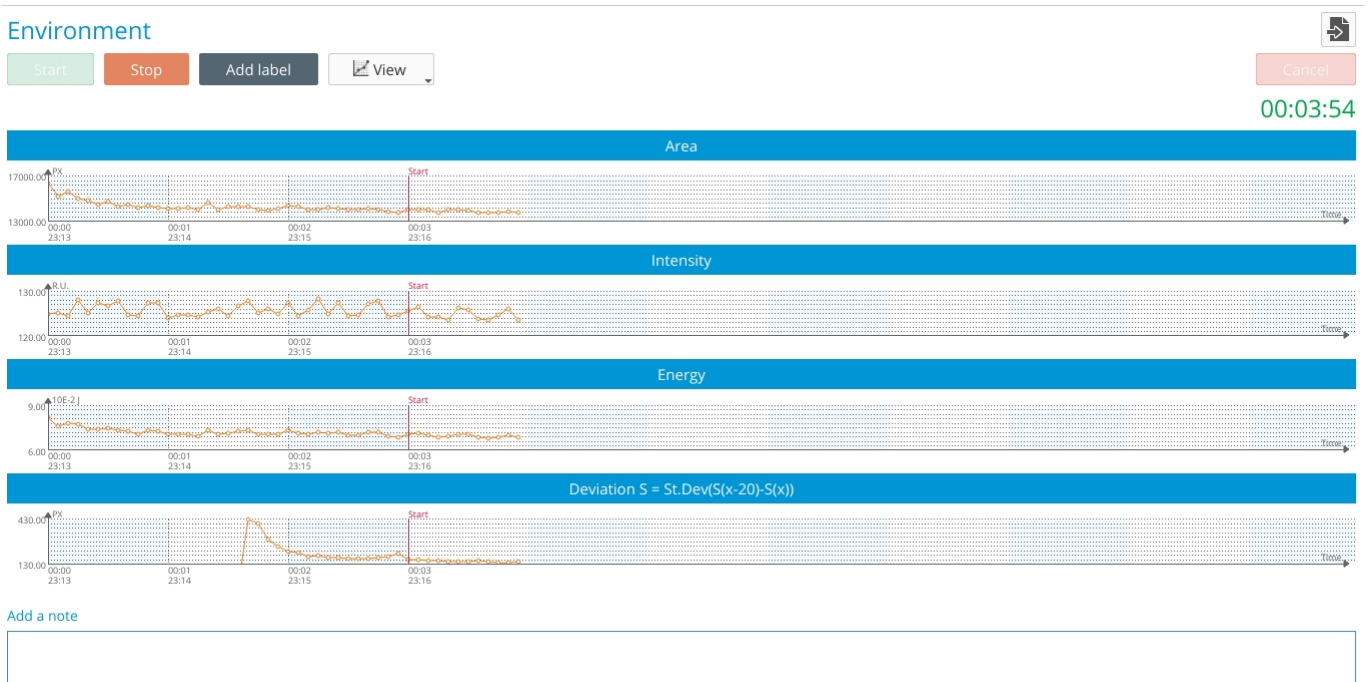 Environment
Start Stop Add label View Cancel
00:03:54
Area
17000.00 PX Start
13000.00 Time
00:00 00:01 00:02 00:03
23:13 23:14 23:15 23:16
Intensity
130.00 R.U. Start
120.00 Time
00:00 00:01 00:02 00:03
23:13 23:14 23:15 23:16
Energy
9.00 10E-2 J Start
6.00 Time
00:00 00:01 00:02 00:03
23:13 23:14 23:15 23:16
Deviation S = St.Dev(S(x-20)-S(x))
430.00 PX Start
130.00 Time
00:00 00:01 00:02 00:03
23:13 23:14 23:15 23:16
Add a note